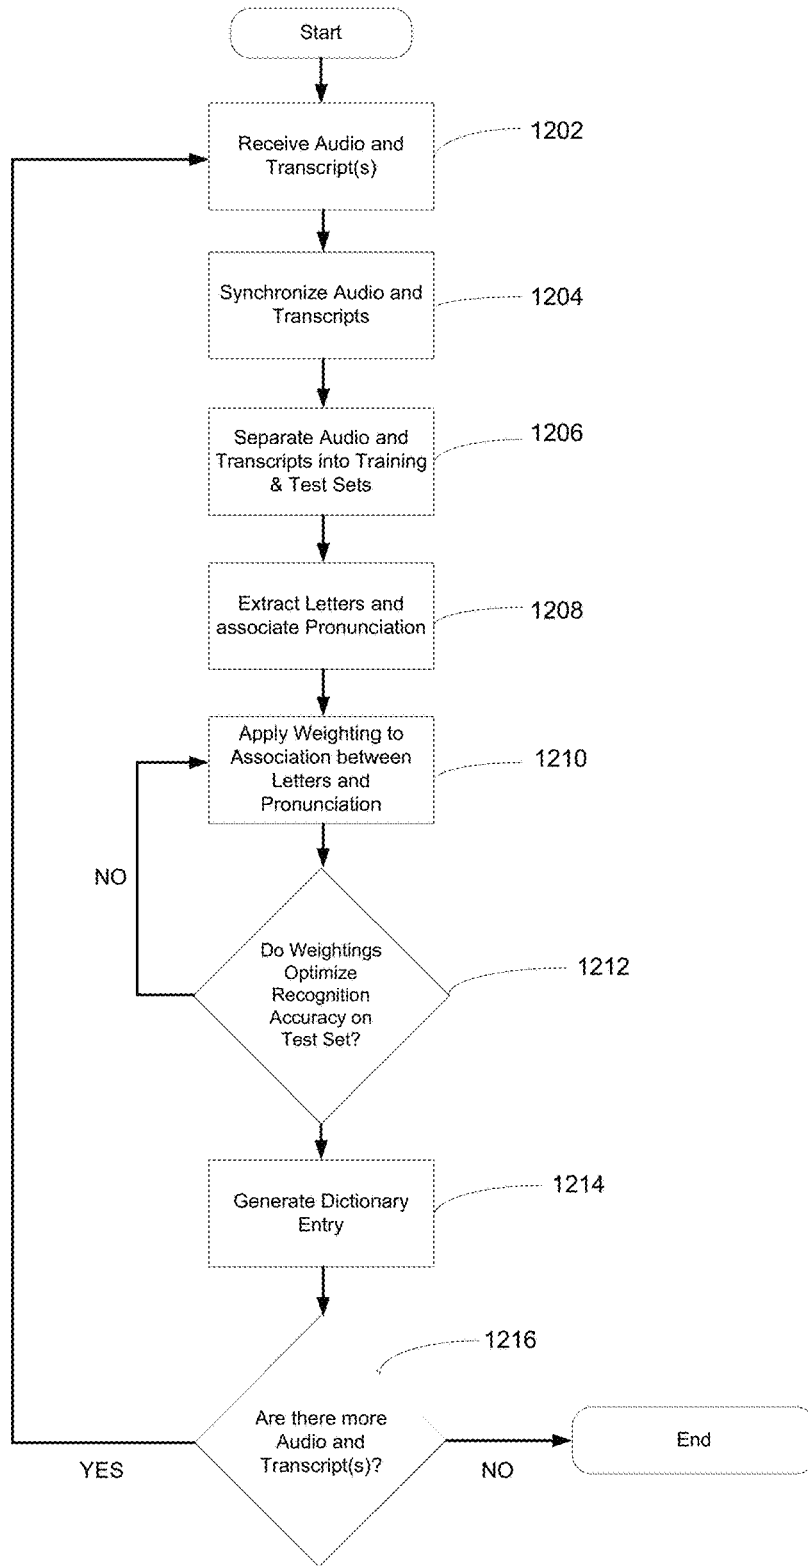 Start
Receive Audio and
Transcript(s)
1202
Synchronize Audio and
Transcripts
1204
Separate Audio and
Transcripts into Training
& Test Sets
1206
Extract Letters and
associate Pronunciation
1208
Apply Weighting to
Association between
Letters and
Pronunciation
1210
NO
Do Weightings
Optimize
Recognition
Accuracy on
Test Set?
1212
Generate Dictionary
Entry
1214
1216
Are there more
Audio and
Transcript(s)?
End
YES
NO